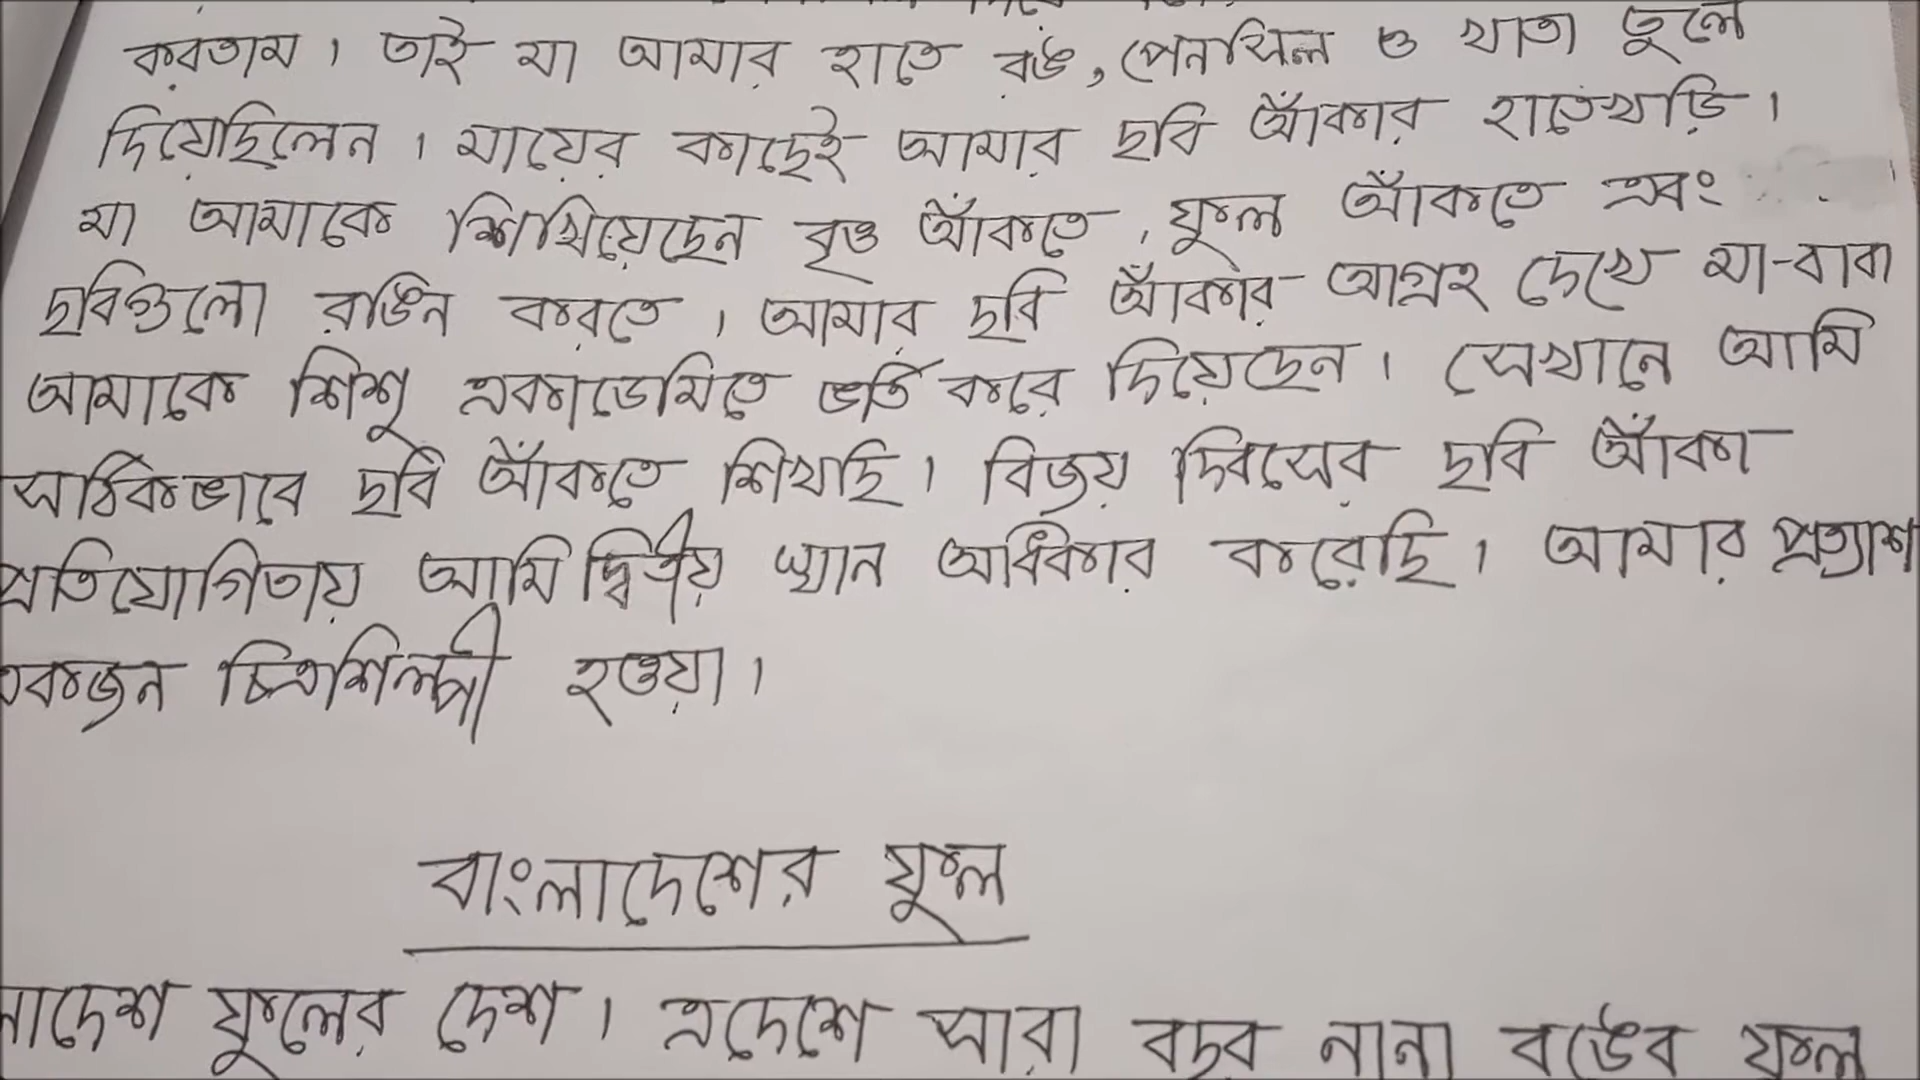 করতাম। তাই মা আমার হাতে রঙ, পেনসিল ও খাতা তুলে
দিয়েছিলেন। মায়ের কাছেই আমার ছবি আঁকার হাতেখড়ি।
মা আমাকে শিখিয়েছেন বৃত্ত আঁকতে, ফুল আঁকতে এবং
ছবিগুলো রঙিন করতে। আমার ছবি আঁকার আগ্রহ দেখে মা-বাবা
আমাকে শিশু একাডেমিতে ভর্তি করে দিয়েছেন। সেখানে আমি
সঠিকভাবে ছবি আঁকতে শিখছি। বিজয় দিবসের ছবি আঁকা
প্রতিযোগিতায় আমি দ্বিতীয় স্থান অধিকার করেছি। আমার প্রত্যাশ
একজন চিত্রশিল্পী হওয়া।
বাংলাদেশের ফুল
লাদেশ ফুলের দেশ। এদেশে সারা বছর নানা রঙের ফুল